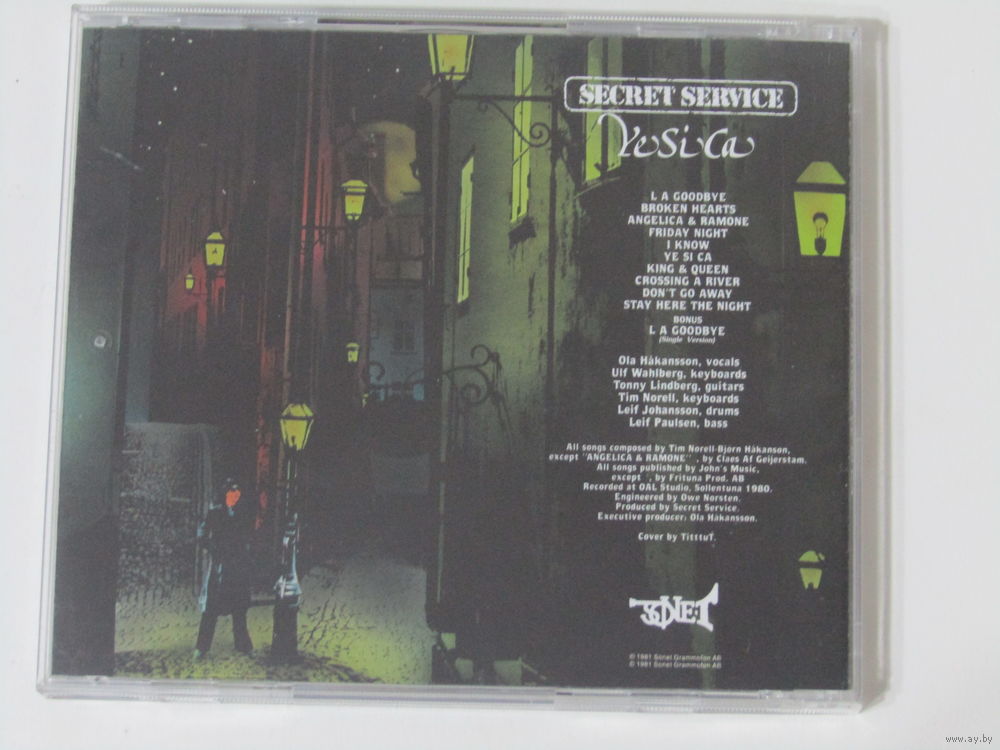 SECRET SERVICE
Ye Si Ca
L A GOODBYE
BROKEN HEARTS
ANGELICA & RAMONE
FRIDAY NIGHT
I KNOW
YE SI CA
KING & QUEEN
CROSSING A RIVER
DON'T GO AWAY
STAY HERE THE NIGHT
BONUS
L A GOODBYE
(Single Version)
Ola Håkansson, vocals
Ulf Wahlberg, keyboards
Tonny Lindberg, guitars
Tim Norell, keyboards
Leif Johansson, drums
Leif Paulsen, bass
All songs composed by Tim Norell-Björn Håkanson,
except "ANGELICA & RAMONE" , by Claes Af Geijerstam.
All songs published by John's Music,
except , by Frituna Prod. AB
Recorded at OAL Studio, Sollentuna 1980.
Engineered by Owe Norsten.
Produced by Secret Service.
Executive producer: Ola Håkansson.
Cover by TitttuT.
SONET
© 1981 Sonet Grammofon AB
℗ 1981 Sonet Grammofon AB
www.ay.by